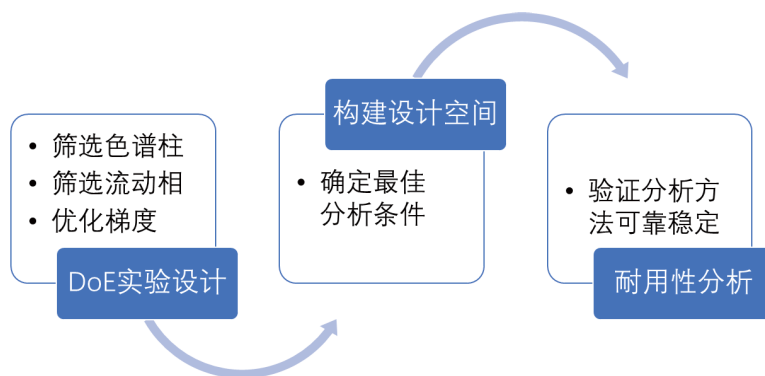 • 筛选色谱柱
• 筛选流动相
• 优化梯度
DoE实验设计
构建设计空间
• 确定最佳
分析条件
• 验证分析方
法可靠稳定
耐用性分析